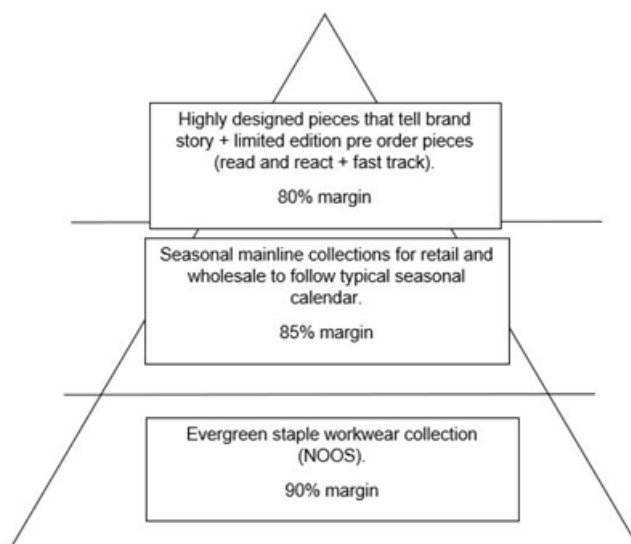 Highly designed pieces that tell brand
story + limited edition pre order pieces
(read and react + fast track).
80% margin
Seasonal mainline collections for retail and
wholesale to follow typical seasonal
calendar.
85% margin
Evergreen staple workwear collection
(NOOS).
90% margin